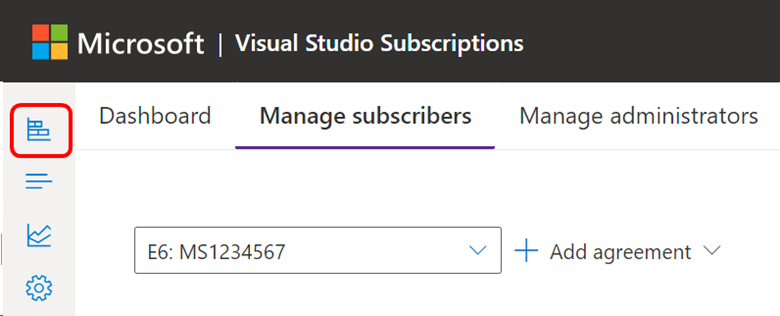 Microsoft | Visual Studio Subscriptions
Dashboard Manage subscribers Manage administrators
E6: MS1234567 Add agreement